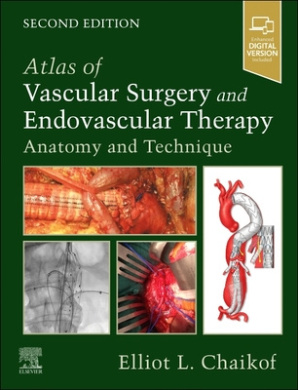 SECOND EDITION
Enhanced
DIGITAL
VERSION
Included
Atlas of
Vascular Surgery and
Endovascular Therapy
Anatomy and Technique
ELSEVIER
Elliot L. Chaikof